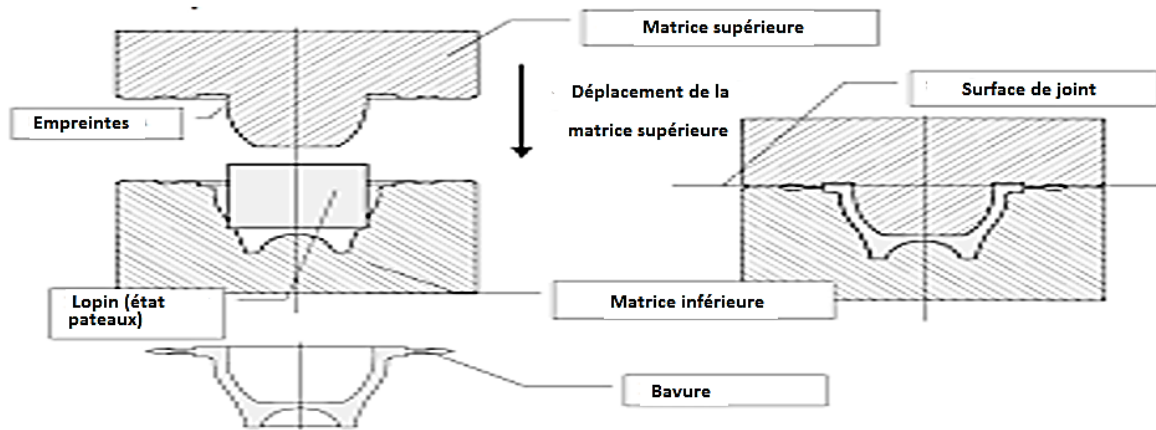 Matrice supérieure
Déplacement de la
matrice supérieure
Surface de joint
Empreintes
Lopin (état
pateaux)
Matrice inférieure
Bavure